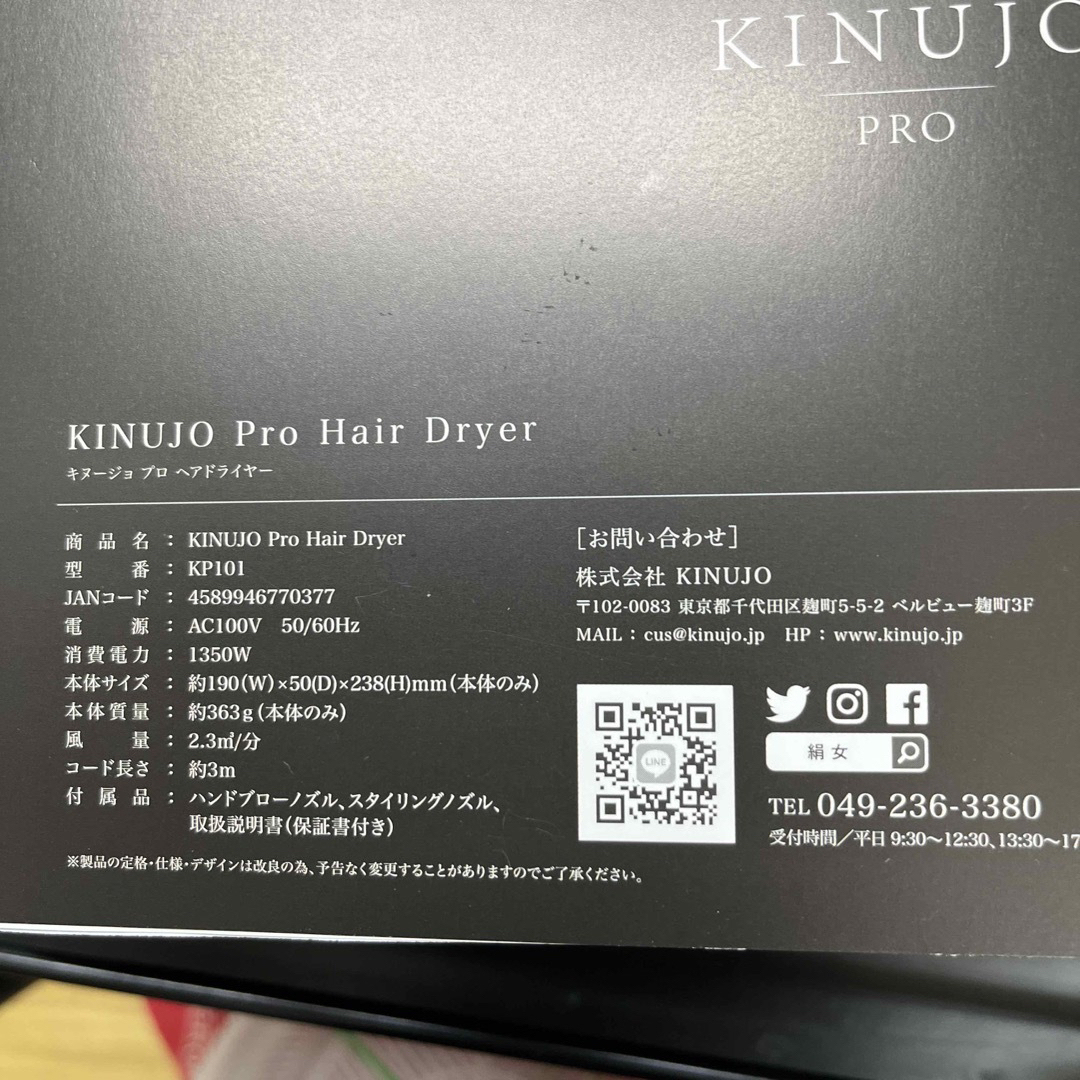 KINUJO
PRO
KINUJO Pro Hair Dryer
キヌージョ プロ ヘアドライヤー
商品名 : KINUJO Pro Hair Dryer
型番 : KP101
JANコード : 4589946770377
電源 : AC100V 50/60Hz
消費電力 : 1350W
本体サイズ : 約190(W)×50(D)×238(H)mm(本体のみ)
本体質量 : 約363g(本体のみ)
風量 : 2.3㎥/分
コード長さ : 約3m
付属品 : ハンドブローノズル、スタイリングノズル、
取扱説明書(保証書付き)
※製品の定格・仕様・デザインは改良の為、予告なく変更することがありますのでご了承ください。
[お問い合わせ]
株式会社 KINUJO
〒102-0083 東京都千代田区麹町5-5-2 ベルビュー麹町3F
MAIL : cus@kinujo.jp HP : www.kinujo.jp
LINE
絹女
TEL 049-236-3380
受付時間/平日 9:30〜12:30、13:30〜17